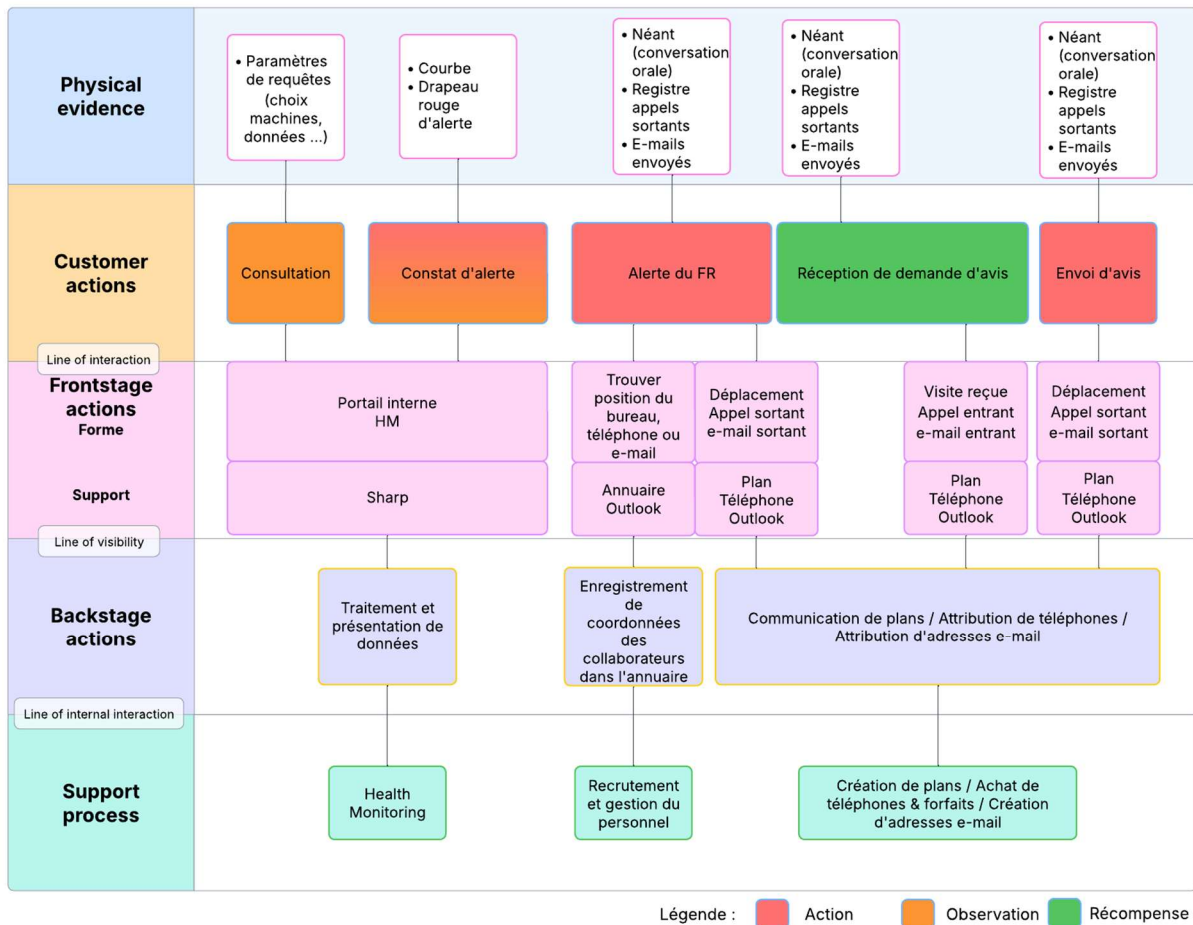 Physical
evidence
• Paramètres
de requêtes
(choix
machines,
données ...)
• Courbe
• Drapeau
rouge
d'alerte
• Néant
(conversation
orale)
• Registre
appels
sortants
• E-mails
envoyés
• Néant
(conversation
orale)
• Registre
appels
sortants
• E-mails
envoyés
• Néant
(conversation
orale)
• Registre
appels
sortants
• E-mails
envoyés
Customer
actions
Consultation
Constat d'alerte
Alerte du FR
Réception de demande d'avis
Envoi d'avis
Line of interaction
Frontstage
actions
Forme
Portail interne
HM
Trouver
position du
bureau,
téléphone ou
e-mail
Déplacement
Appel sortant
e-mail sortant
Visite reçue
Appel entrant
e-mail entrant
Déplacement
Appel sortant
e-mail sortant
Support
Sharp
Annuaire
Outlook
Plan
Téléphone
Outlook
Plan
Téléphone
Outlook
Plan
Téléphone
Outlook
Line of visibility
Backstage
actions
Traitement et
présentation de
données
Enregistrement
de
coordonnées
des
collaborateurs
dans l'annuaire
Communication de plans / Attribution de téléphones /
Attribution d'adresses e-mail
Line of internal interaction
Support
process
Health
Monitoring
Recrutement
et gestion du
personnel
Création de plans / Achat de
téléphones & forfaits / Création
d'adresses e-mail
Légende :
Action
Observation
Récompense